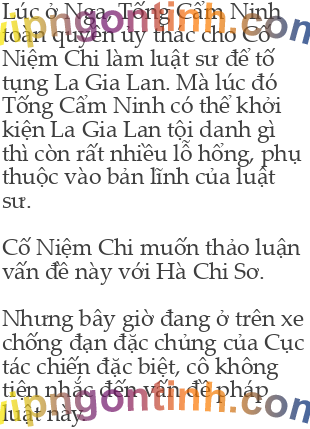 Lúc ở Nga, Tống Cẩm Ninh
toàn quyền ủy thác cho Cố
Niệm Chi làm luật sư để tố
tụng La Gia Lan. Mà lúc đó
Tống Cẩm Ninh có thể khởi
kiện La Gia Lan tội danh gì
thì còn rất nhiều lỗ hổng, phụ
thuộc vào bản lĩnh của luật
sư.
Cố Niệm Chi muốn thảo luận
vấn đề này với Hà Chi Sơ.
Nhưng bây giờ đang ở trên xe
chống đạn đặc chủng của Cục
tác chiến đặc biệt, cô không
tiện nhắc đến vấn đề pháp
luật này.
vipngontinh.com
vipngontinh.com